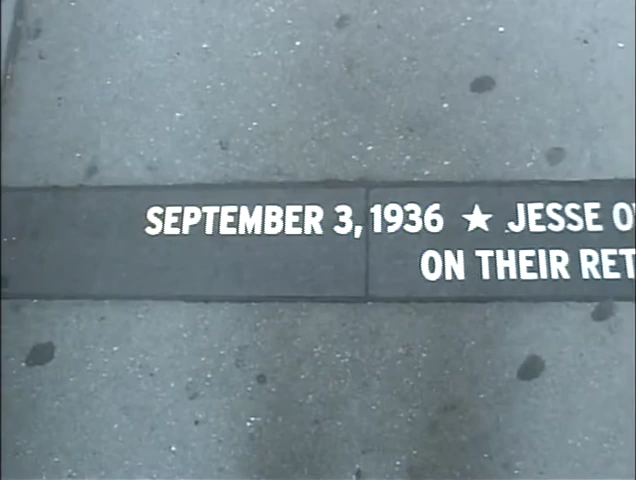 SEPTEMBER 3, 1936 ★ JESSE
ON THEIR